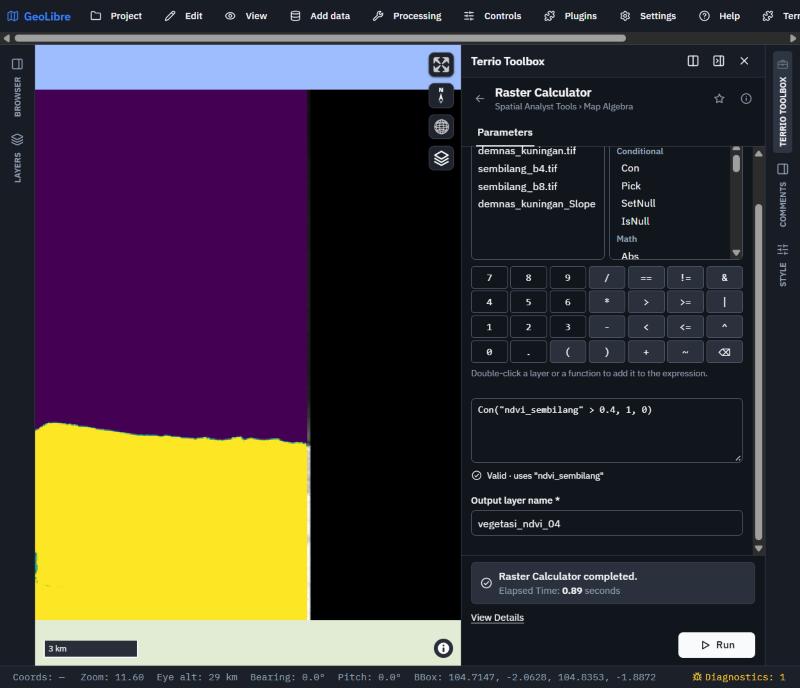 GeoLibre Project Edit View Add data Processing Controls Plugins Settings Help
BROWSER
LAYERS
N
3 km
Terrio Toolbox
Raster Calculator
Spatial Analyst Tools › Map Algebra
Parameters
demnas_kuningan.tif
sembilang_b4.tif
sembilang_b8.tif
demnas_kuningan_Slope
Conditional
Con
Pick
SetNull
IsNull
Math
Abs
7 8 9 / == != &
4 5 6 * > >= |
1 2 3 - < <= ^
0 . ( ) + ~ ⌫
Double-click a layer or a function to add it to the expression.
Con("ndvi_sembilang" > 0.4, 1, 0)
Valid · uses "ndvi_sembilang"
Output layer name *
vegetasi_ndvi_04
Raster Calculator completed.
Elapsed Time: 0.89 seconds
View Details
Run
TERRIO TOOLBOX
COMMENTS
STYLE
Coords: — Zoom: 11.60 Eye alt: 29 km Bearing: 0.0° Pitch: 0.0° BBox: 104.7147, -2.0628, 104.8353, -1.8872 Diagnostics: 1